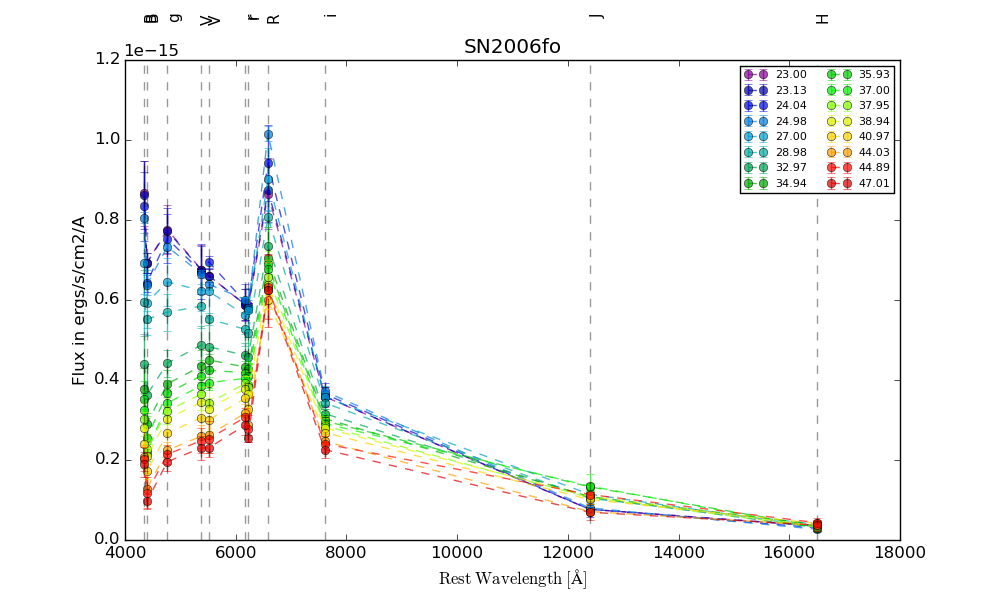 B B g V V r r R i J H
1e−15
SN2006fo
Flux in ergs/s/cm2/A
1.2
1.0
0.8
0.6
0.4
0.2
0.0
23.00 35.93
23.13 37.00
24.04 37.95
24.98 38.94
27.00 40.97
28.98 44.03
32.97 44.89
34.94 47.01
4000 6000 8000 10000 12000 14000 16000 18000
Rest Wavelength [Å]